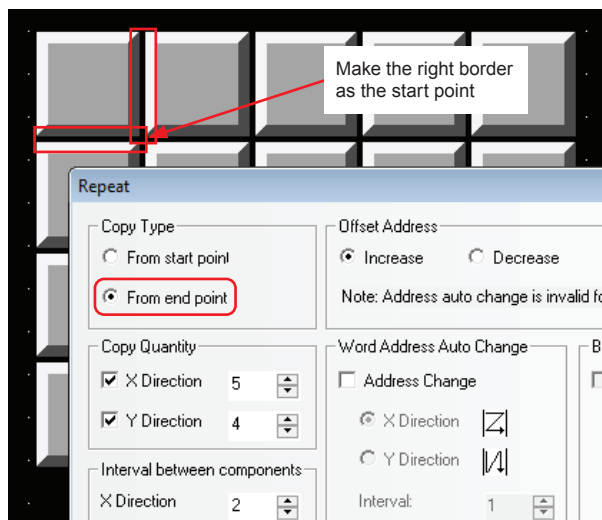 Make the right border
as the start point
Repeat
Copy Type
From start point
From end point
Offset Address
Increase
Decrease
Note: Address auto change is invalid fo
Copy Quantity
X Direction 5
Y Direction 4
Word Address Auto Change
Address Change
X Direction
Y Direction
Interval: 1
B
Interval between components
X Direction 2